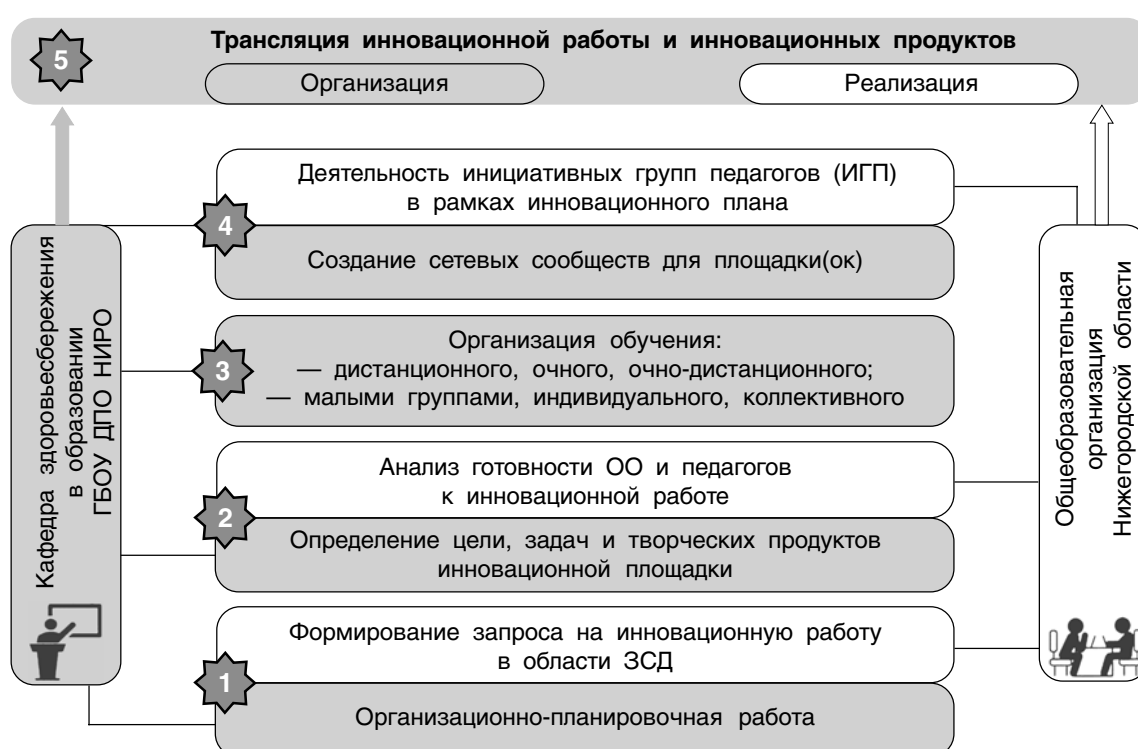 5
Трансляция инновационной работы и инновационных продуктов
Организация
Реализация
4
Деятельность инициативных групп педагогов (ИГП)
в рамках инновационного плана
Создание сетевых сообществ для площадки(ок)
3
Организация обучения:
— дистанционного, очного, очно-дистанционного;
— малыми группами, индивидуального, коллективного
2
Анализ готовности ОО и педагогов
к инновационной работе
Определение цели, задач и творческих продуктов
инновационной площадки
1
Формирование запроса на инновационную работу
в области ЗСД
Организационно-планировочная работа
Кафедра здоровьесбережения
в образовании
ГБОУ ДПО НИРО
Общеобразовательная
организация
Нижегородской области